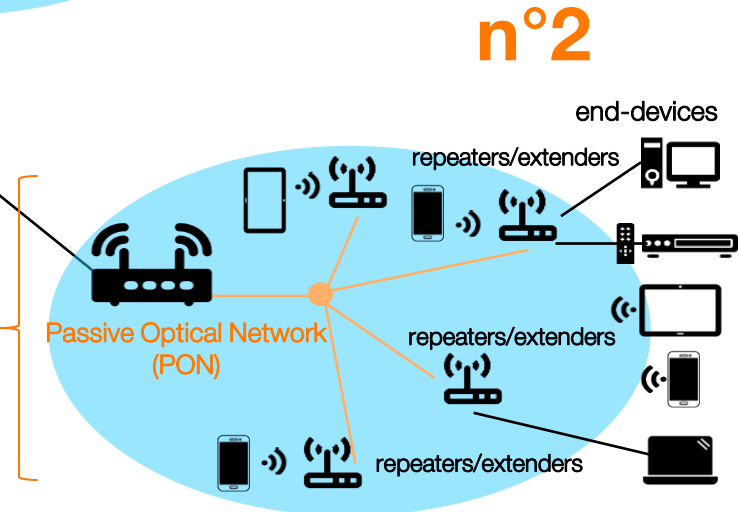 n°2
end-devices
repeaters/extenders
Passive Optical Network
(PON)
repeaters/extenders
repeaters/extenders